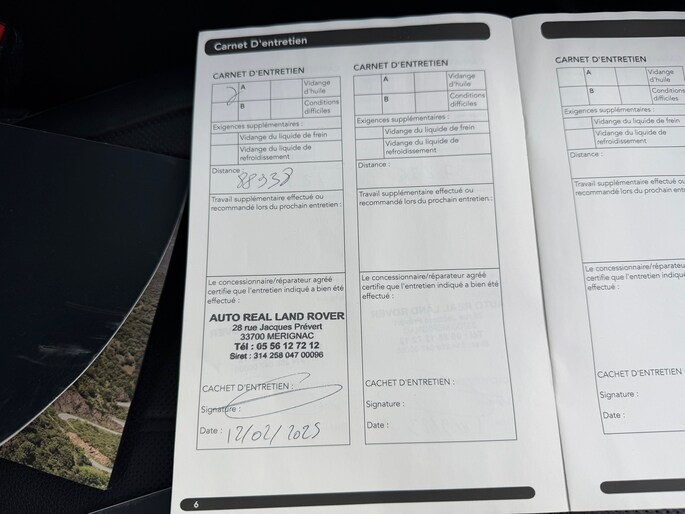 Carnet D'entretien
CARNET D'ENTRETIEN
A
Vidange d'huile
B
Conditions difficiles
Exigences supplémentaires :
Vidange du liquide de frein
Vidange du liquide de
refroidissement
Distance :
88338
Travail supplémentaire effectué ou
recommandé lors du prochain entretien :
Le concessionnaire/réparateur agréé
certifie que l'entretien indiqué a bien été
effectué :
AUTO REAL LAND ROVER
28 rue Jacques Prévert
33700 MERIGNAC
Tél : 05 56 12 72 12
Siret : 314 258 047 00096
CACHET D'ENTRETIEN :
Signature :
Date : 12/02/2025
6
CARNET D'ENTRETIEN
A
Vidange
d'huile
B
Conditions
difficiles
Exigences supplémentaires :
Vidange du liquide de frein
Vidange du liquide de
refroidissement
Distance :
Travail supplémentaire effectué ou
recommandé lors du prochain entretien :
Le concessionnaire/réparateur agréé
certifie que l'entretien indiqué a bien été
effectué :
CACHET D'ENTRETIEN :
Signature :
Date :
CARNET D'ENTRETIEN
A
Vidange
d'huile
B
Conditions
difficiles
Exigences supplémentaires :
Vidange du liquide de frein
Vidange du liquide de
refroidissement
Distance :
Travail supplémentaire effectué ou
recommandé lors du prochain entretien
Le concessionnaire/réparateur
certifie que l'entretien indiqué a
effectué :
CACHET D'ENTRETIEN :
Signature :
Date :